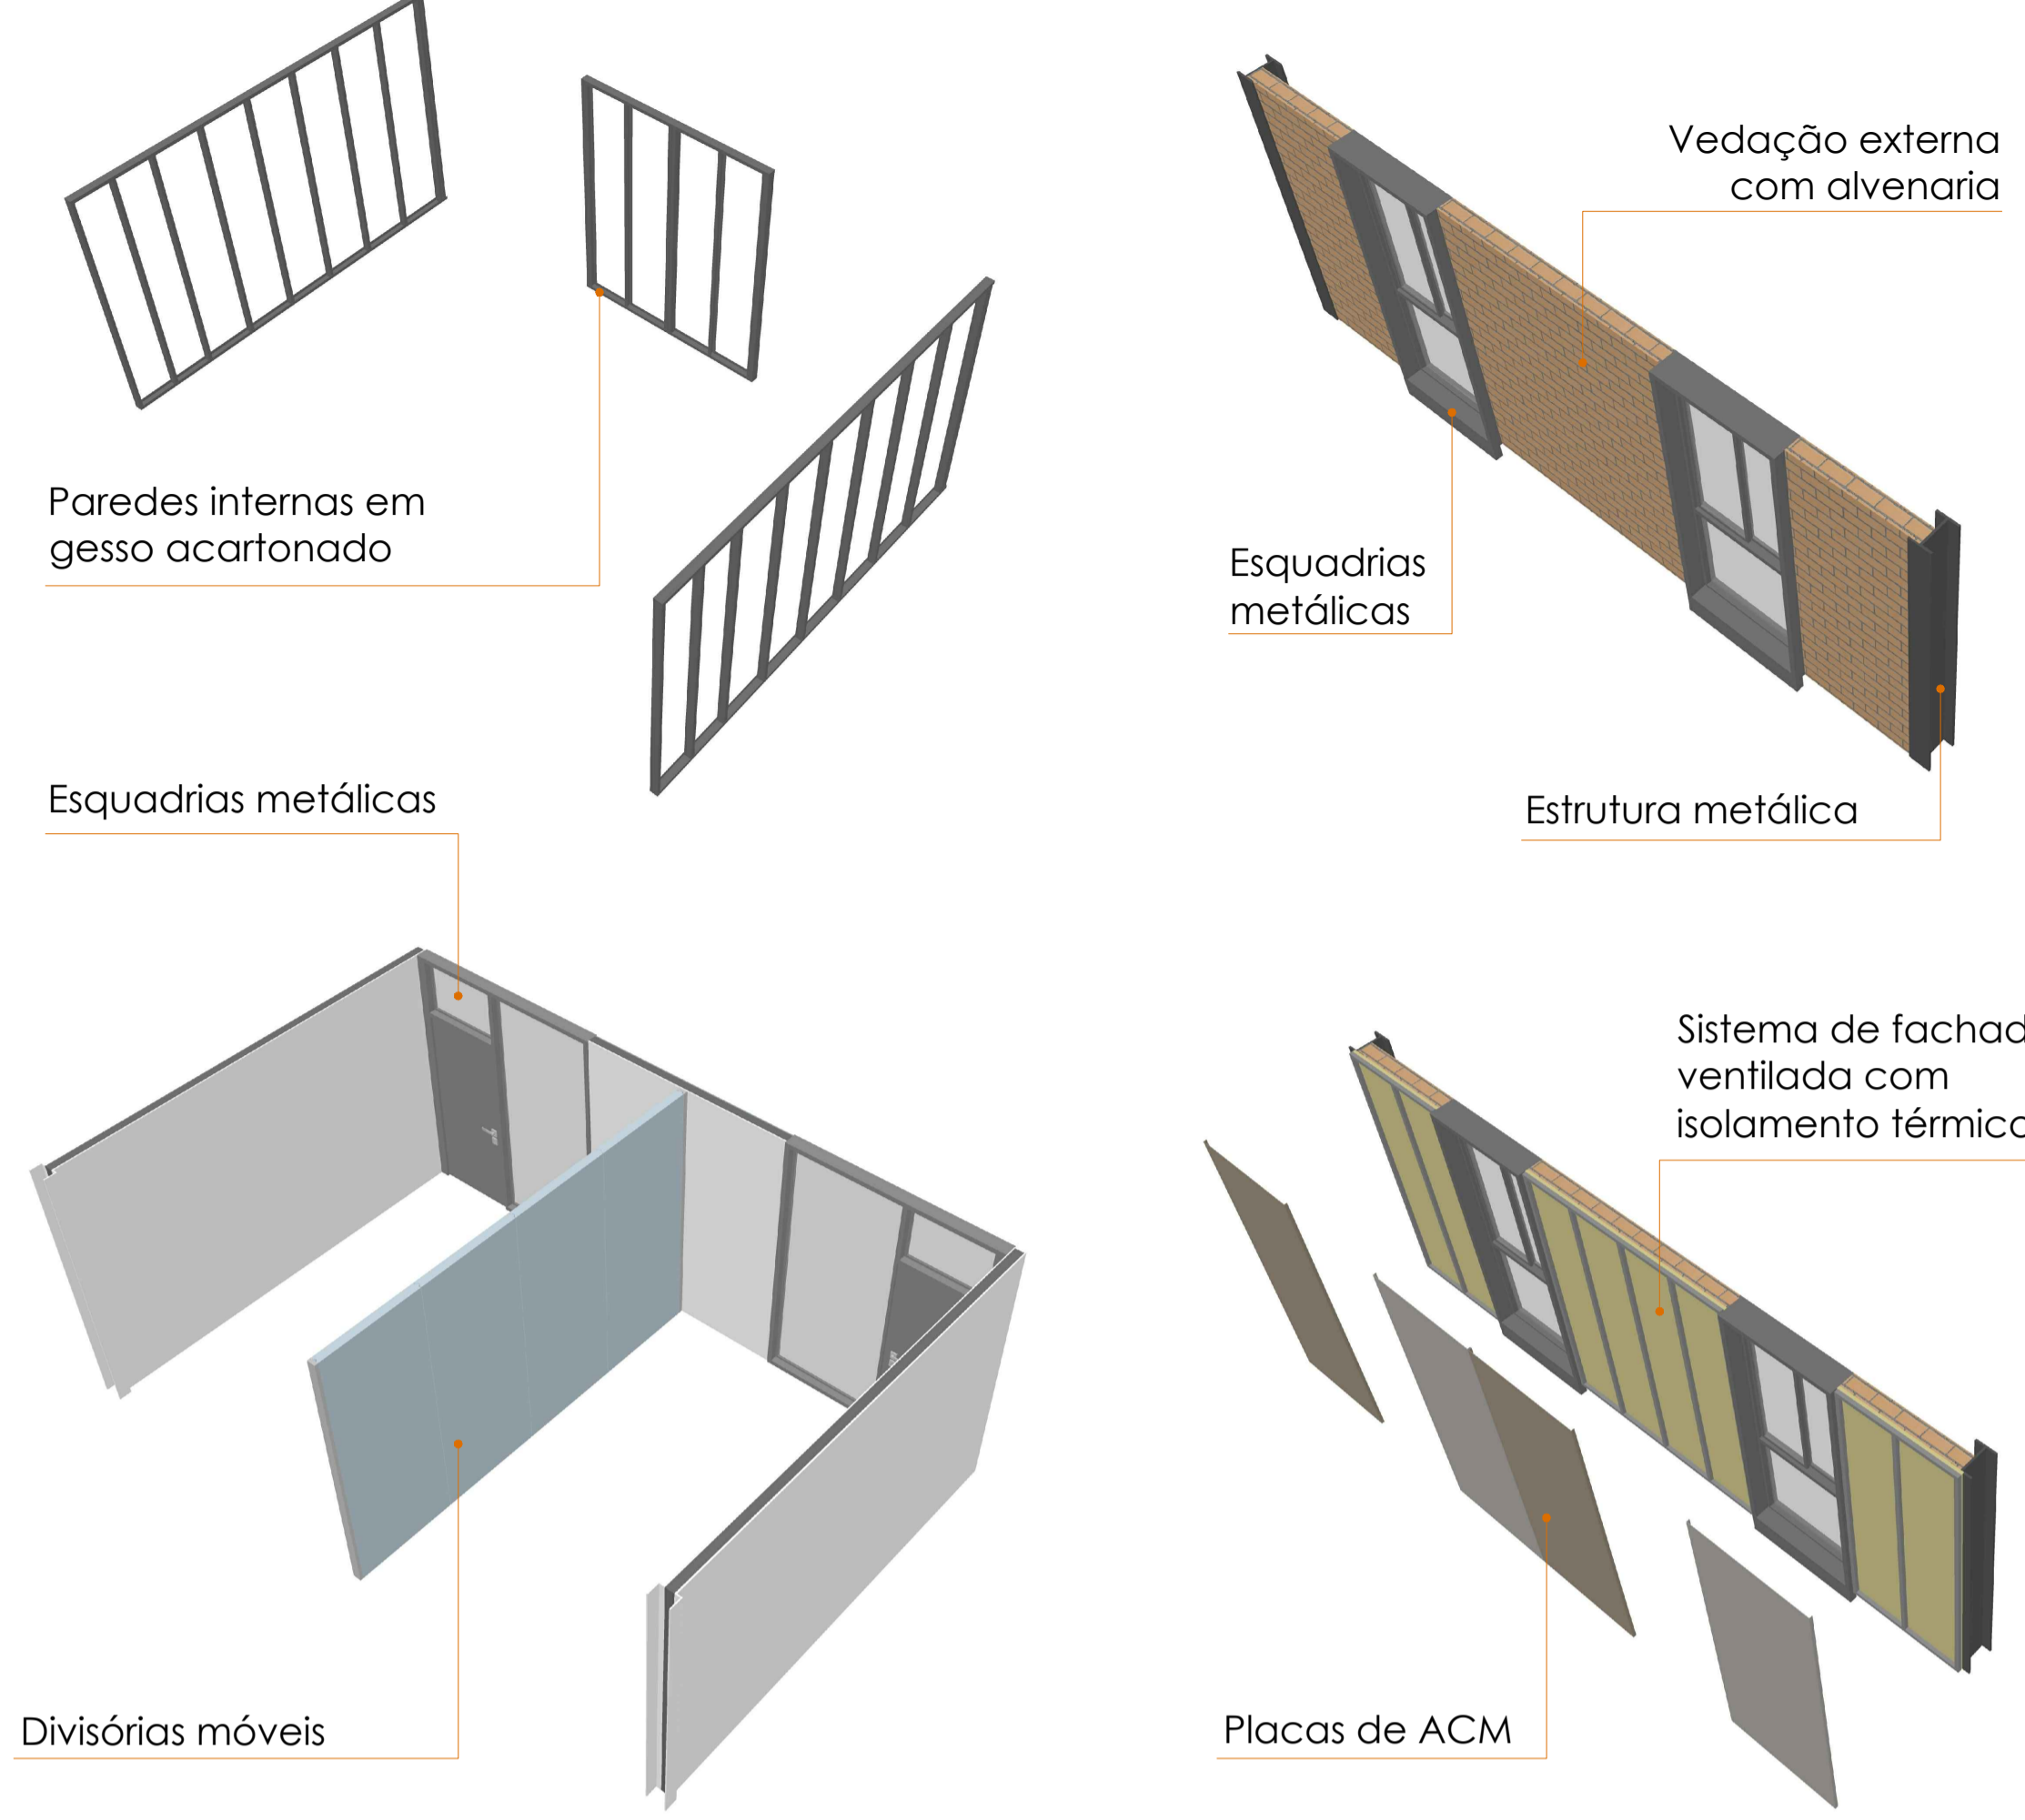 Vedação externa
com alvenaria
Paredes internas em
gesso acartonado
Esquadrias
metálicas
Esquadrias metálicas
Estrutura metálica
Sistema de fachad
ventilada com
isolamento térmico
Divisórias móveis
Placas de ACM